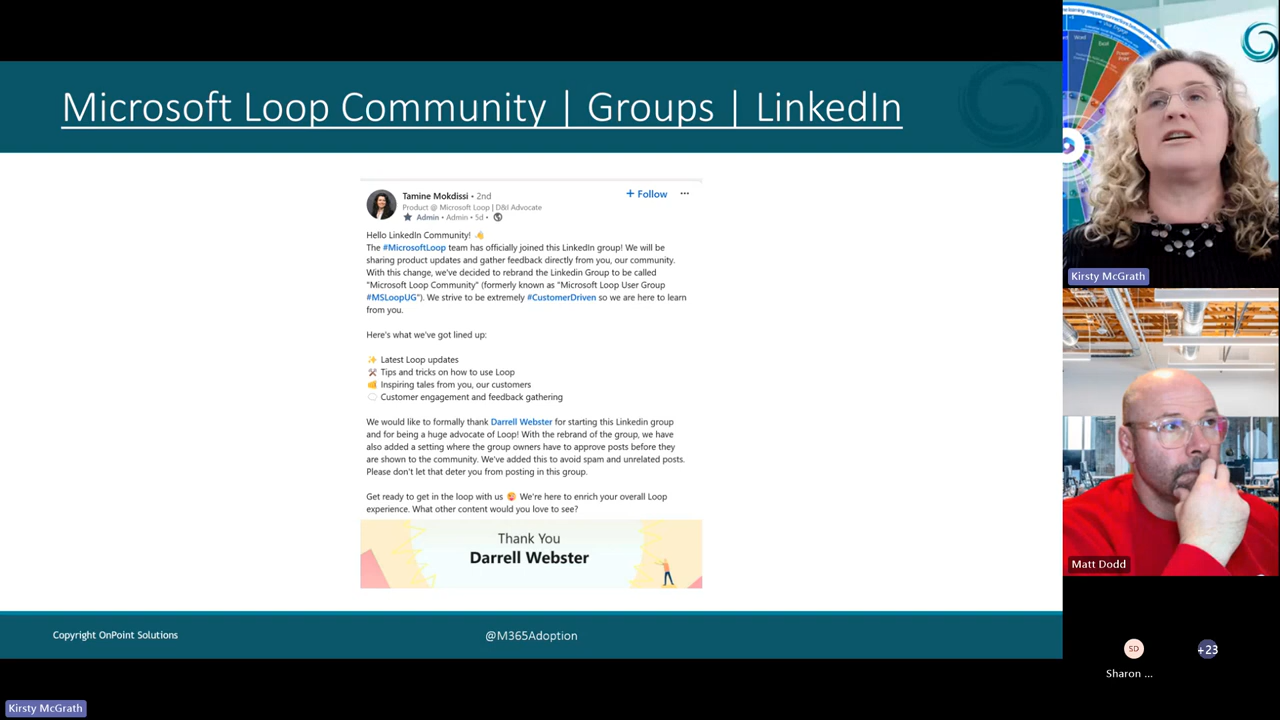 Microsoft Loop Community | Groups | LinkedIn
Tamine Mokdissi • 2nd
+ Follow ···
Product @ Microsoft Loop | D&I Advocate
★ Admin • Admin • 5d •
Hello LinkedIn Community! 👋
The #MicrosoftLoop team has officially joined this LinkedIn group! We will
be sharing product updates and gather feedback directly from you, our community.
With this change, we've decided to rebrand the Linkedin Group to be called
"Microsoft Loop Community" (formerly known as "Microsoft Loop User Group
#MSLoopUG"). We strive to be extremely #CustomerDriven so we are here to learn
from you.
Here's what we've got lined up:
✨ Latest Loop updates
🛠 Tips and tricks on how to use Loop
Inspiring tales from you, our customers
🗨 Customer engagement and feedback gathering
We would like to formally thank Darrell Webster for starting this Linkedin group
and for being a huge advocate of Loop! With the rebrand of the group, we have
also added a setting where the group owners have to approve posts before they
are shown to the community. We've added this to avoid spam and unrelated posts.
Please don't let that deter you from posting in this group.
Get ready to get in the loop with us We're here to enrich your overall Loop
experience. What other content would you love to see?
Thank You
Darrell Webster
Copyright OnPoint Solutions
@M365Adoption
Word
Excel
Power-
Point
Kirsty McGrath
Matt Dodd
SD
+23
Sharon ...
Kirsty McGrath